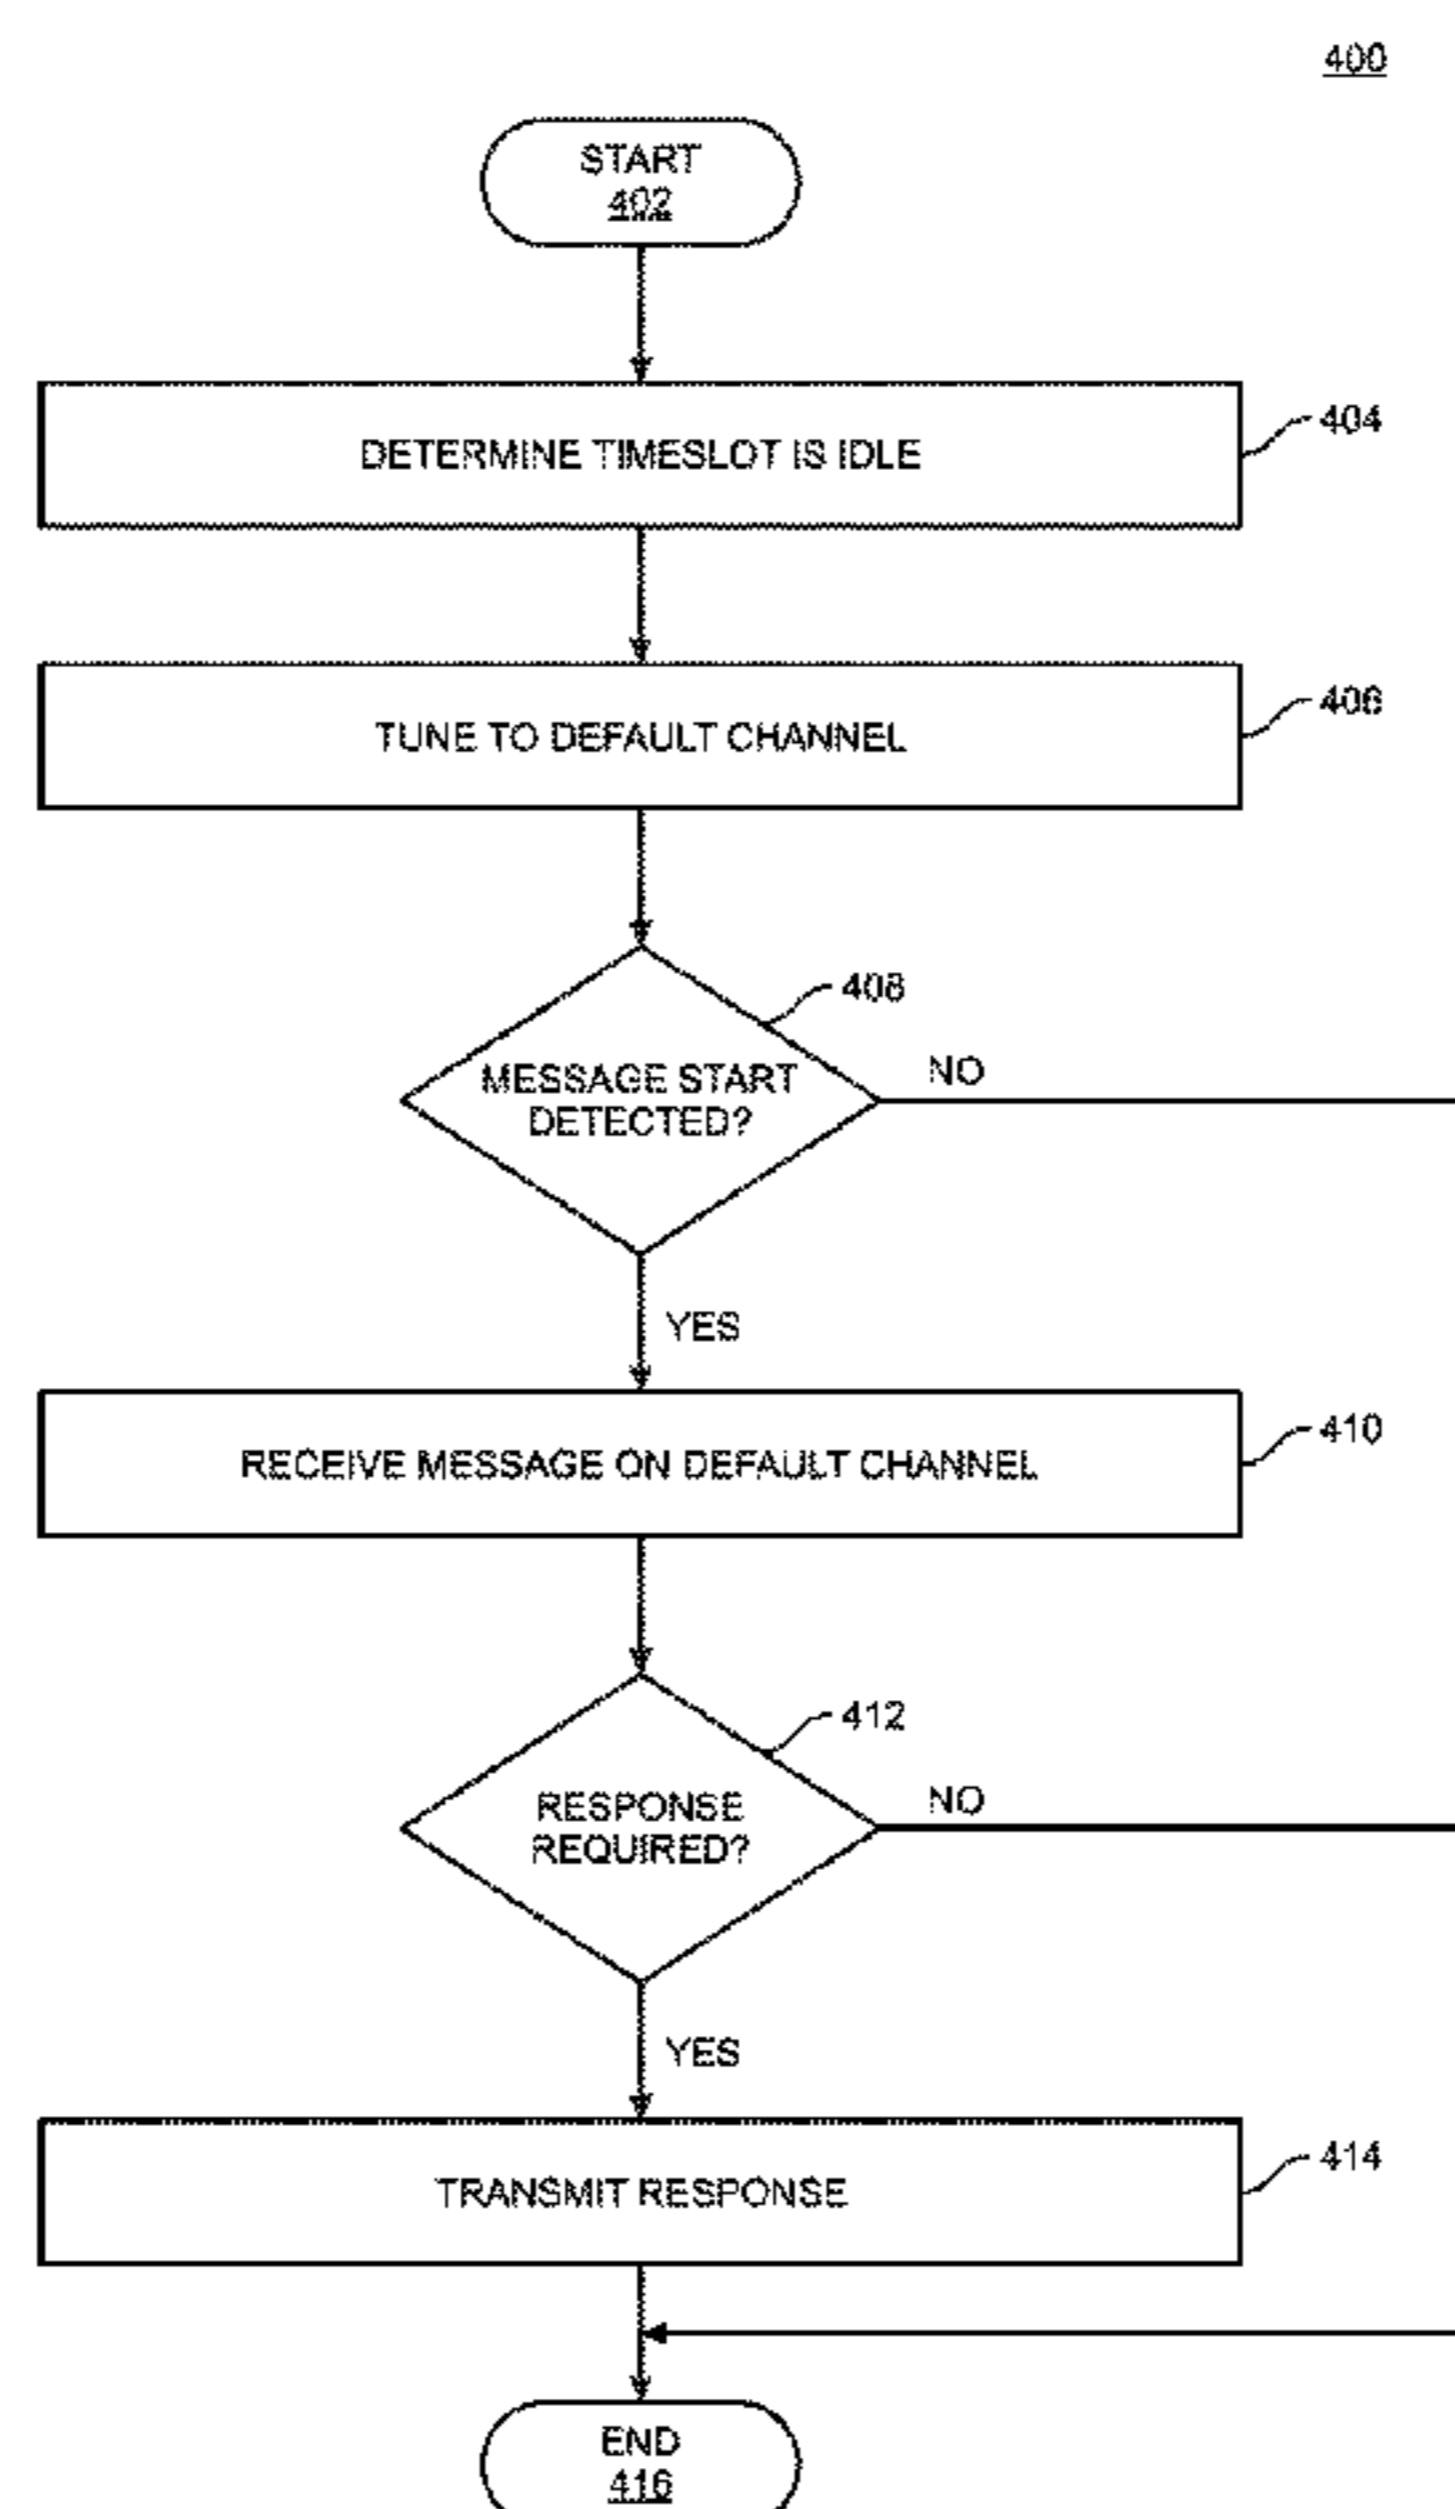 400
START
402
DETERMINE TIMESLOT IS IDLE
404
TUNE TO DEFAULT CHANNEL
406
408
MESSAGE START
DETECTED?
NO
YES
RECEIVE MESSAGE ON DEFAULT CHANNEL
410
412
RESPONSE
REQUIRED?
NO
YES
TRANSMIT RESPONSE
414
END
416